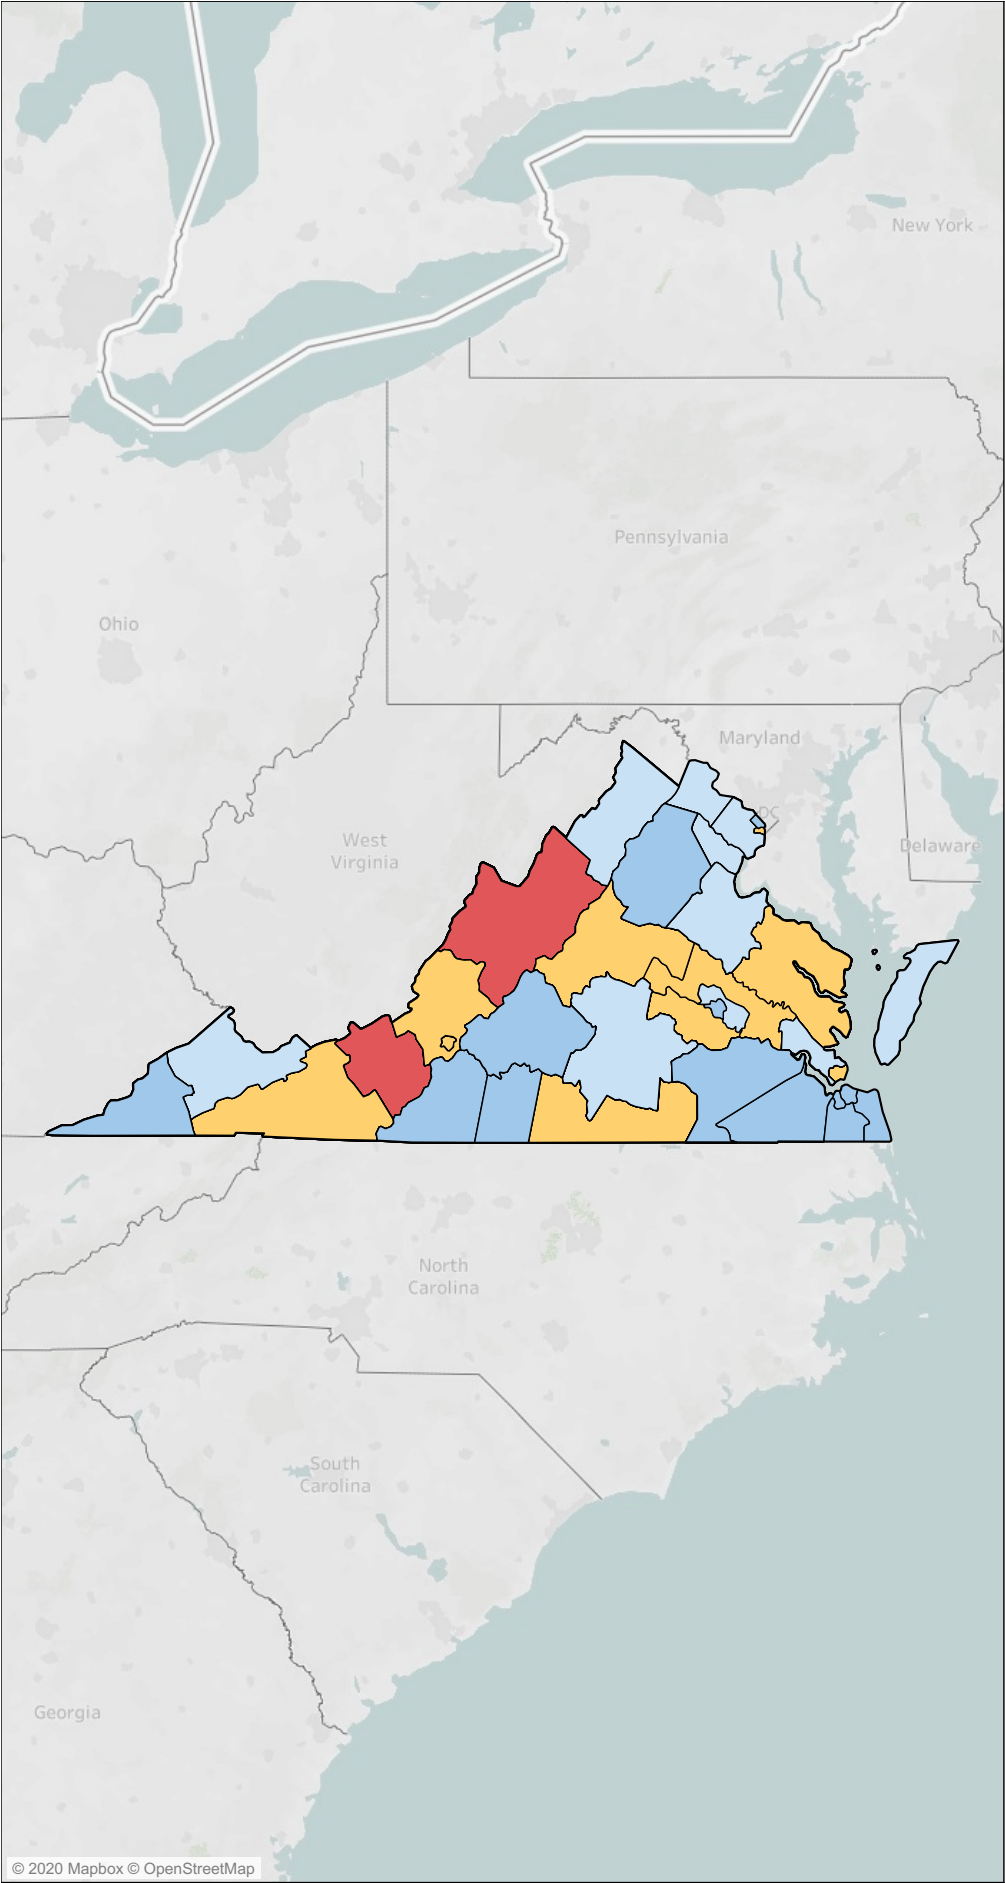 New York
Pennsylvania
Ohio
N
Maryland
DC
West
Virginia
Delaware
North
Carolina
South
Carolina
Georgia
© 2020 Mapbox © OpenStreetMap